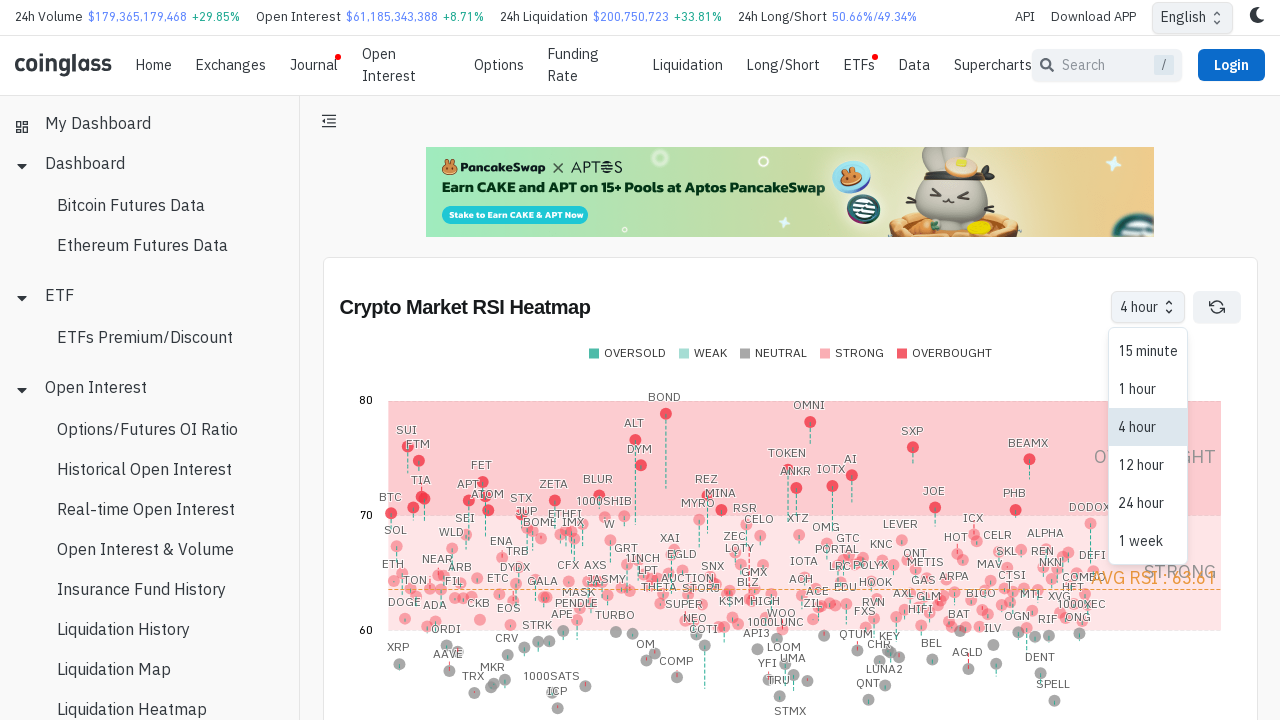 24h Volume $179,365,179,468 +29.85% Open Interest $61,185,343,388 +8.71% 24h Liquidation $200,750,723 +33.81% 24h Long/Short 50.66%/49.34% API Download APP English
coinglass Home Exchanges Journal Open Interest Options Funding Rate Liquidation Long/Short ETFs Data Supercharts Search / Login
My Dashboard
Dashboard
Bitcoin Futures Data
Ethereum Futures Data
ETF
ETFs Premium/Discount
Open Interest
Options/Futures OI Ratio
Historical Open Interest
Real-time Open Interest
Open Interest & Volume
Insurance Fund History
Liquidation History
Liquidation Map
Liquidation Heatmap
PancakeSwap X APTOS
Earn CAKE and APT on 15+ Pools at Aptos PancakeSwap
Stake to Earn CAKE & APT Now
Crypto Market RSI Heatmap
4 hour
15 minute
1 hour
4 hour
12 hour
24 hour
1 week
OVERSOLD WEAK NEUTRAL STRONG OVERBOUGHT
80
BOND
OMNI
SUI
ALT
SXP
FTM
DYM
BEAMX
TOKEN
AI
FET
ANKR
IOTX
TIA
APT
ZETA
BLUR
REZ
BTC
ATOM
STX
1000SHIB
MYRO
MINA
JOE
PHB
RSR
DODOX
70
SEI
JUP
BOME
ETHFI
IMX
W
CELO
XTZ
OMG
LEVER
ICX
SOL
WLD
ENA
TRB
XAI
ZEC
GTC
KNC
HOT
CELR
ALPHA
NEAR
GRT
1INCH
EGLD
LOTY
PORTAL
ONT
SKL
REN
DEFI
ARB
DYDX
CFX
AXS
LPT
SNX
GMX
IOTA
LRC
POLYX
METIS
MAV
NKN
STRONG
TON
FIL
ETC
GALA
JASMY
THETA
AUCTION
STORJ
BLZ
ACH
EDU
HOOK
GAS
ARPA
CTSI
T
COMBO
HFT
AVG RSI : 63.61
DOGE
ADA
CKB
EOS
MASK
PENDLE
SUPER
KSM
HIGH
ACE
ZIL
RVN
AXL
GLM
BICO
MTL
XVG
1000XEC
ORDI
STRK
APE
TURBO
NEO
COTI
WOO
1000LUNC
FXS
HIFI
BAT
OGN
RIF
ONG
60
XRP
AAVE
CRV
OM
API3
LOOM
QTUM
KEY
CHR
BEL
ILV
TRX
MKR
1000SATS
ICP
COMP
YFI
UMA
TRU
LUNA2
QNT
AGLD
DENT
SPELL
STMX